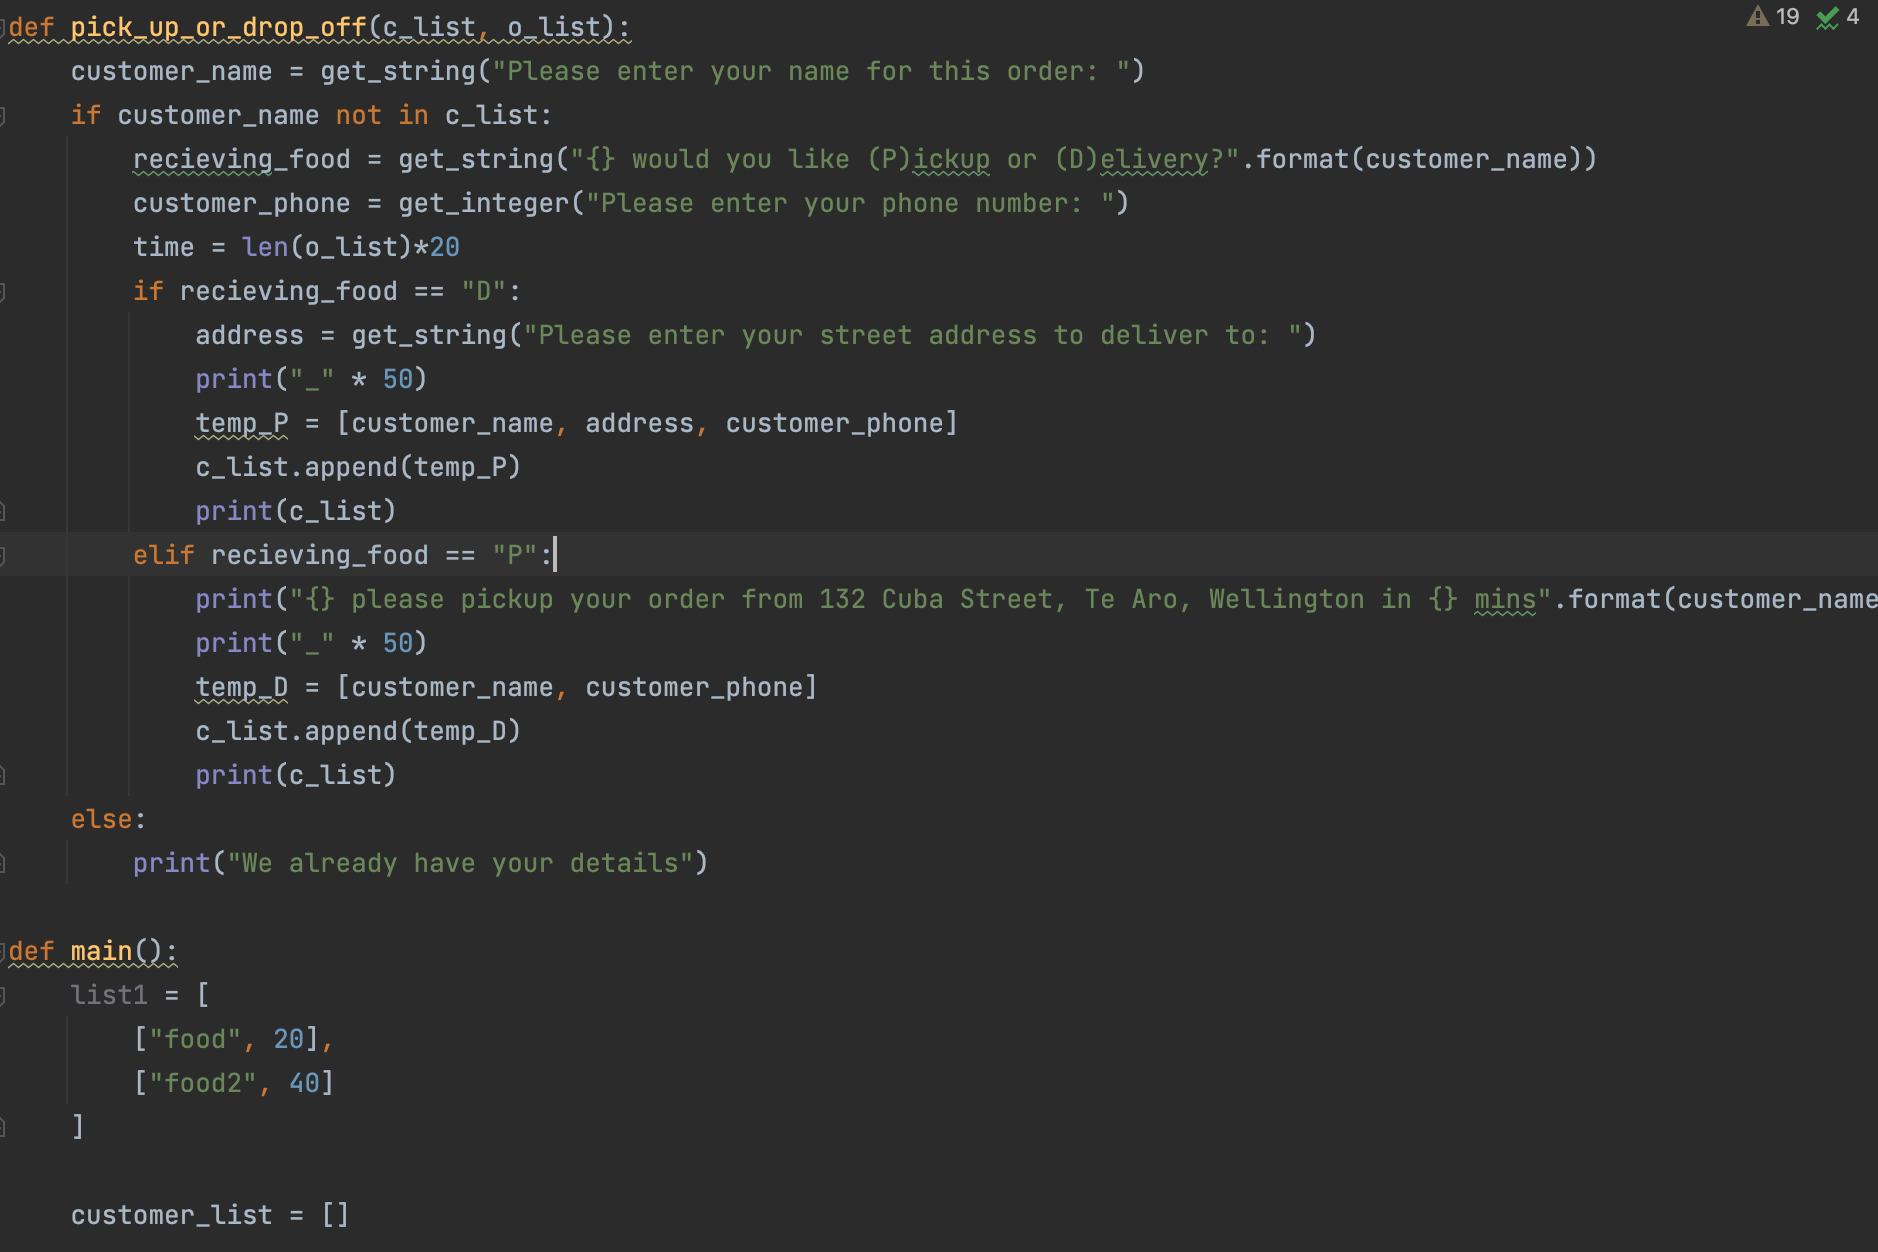 def pick_up_or_drop_off(c_list, o_list):
19 4
    customer_name = get_string("Please enter your name for this order: ")
    if customer_name not in c_list:
        recieving_food = get_string("{} would you like (P)ickup or (D)elivery?".format(customer_name))
        customer_phone = get_integer("Please enter your phone number: ")
        time = len(o_list)*20
        if recieving_food == "D":
            address = get_string("Please enter your street address to deliver to: ")
            print("_" * 50)
            temp_P = [customer_name, address, customer_phone]
            c_list.append(temp_P)
            print(c_list)
        elif recieving_food == "P":
            print("{} please pickup your order from 132 Cuba Street, Te Aro, Wellington in {} mins".format(customer_name
            print("_" * 50)
            temp_D = [customer_name, customer_phone]
            c_list.append(temp_D)
            print(c_list)
    else:
        print("We already have your details")
def main():
    list1 = [
        ["food", 20],
        ["food2", 40]
    ]
    customer_list = []